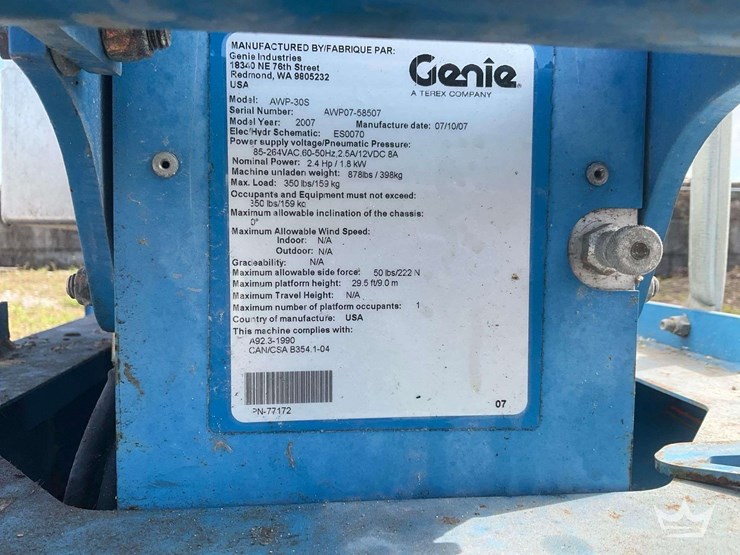 MANUFACTURED BY/FABRIQUE PAR:
Genie Industries
18340 NE 76th Street
Redmond, WA 9805232
USA
Genie
A TEREX COMPANY
Model: AWP-30S
Serial Number: AWP07-58507
Model Year: 2007 Manufacture date: 07/10/07
Elec/Hydr Schematic: ES0070
Power supply voltage/Pneumatic Pressure:
85-264VAC,60-50Hz,2.5A/12VDC 8A
Nominal Power: 2.4 Hp / 1.8 kW
Machine unladen weight: 878lbs / 398kg
Max. Load: 350 lbs/159 kg
Occupants and Equipment must not exceed:
350 lbs/159 kg
Maximum allowable inclination of the chassis:
0°
Maximum Allowable Wind Speed:
Indoor: N/A
Outdoor: N/A
Gradeability: N/A
Maximum allowable side force: 50 lbs/222 N
Maximum platform height: 29.5 ft/9.0 m
Maximum Travel Height: N/A
Maximum number of platform occupants: 1
Country of manufacture: USA
This machine complies with:
A92.3-1990
CAN/CSA B354.1-04
PN-77172
07